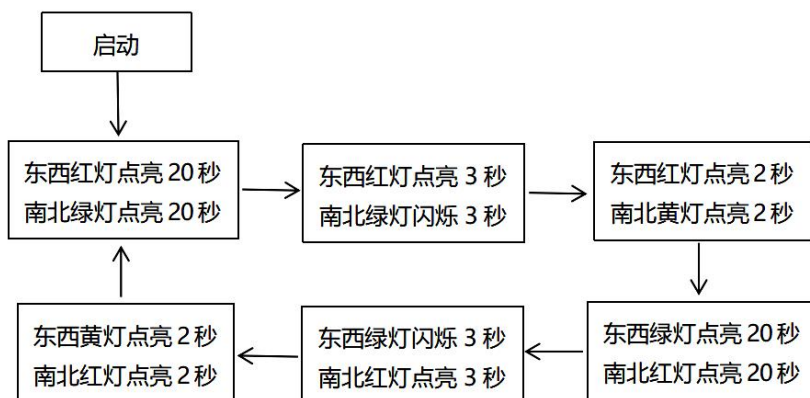 启动
东西红灯点亮 20 秒
南北绿灯点亮 20 秒
东西红灯点亮 3 秒
南北绿灯闪烁 3 秒
东西红灯点亮 2 秒
南北黄灯点亮 2 秒
东西绿灯点亮 20 秒
南北红灯点亮 20 秒
东西绿灯闪烁 3 秒
南北红灯点亮 3 秒
东西黄灯点亮 2 秒
南北红灯点亮 2 秒